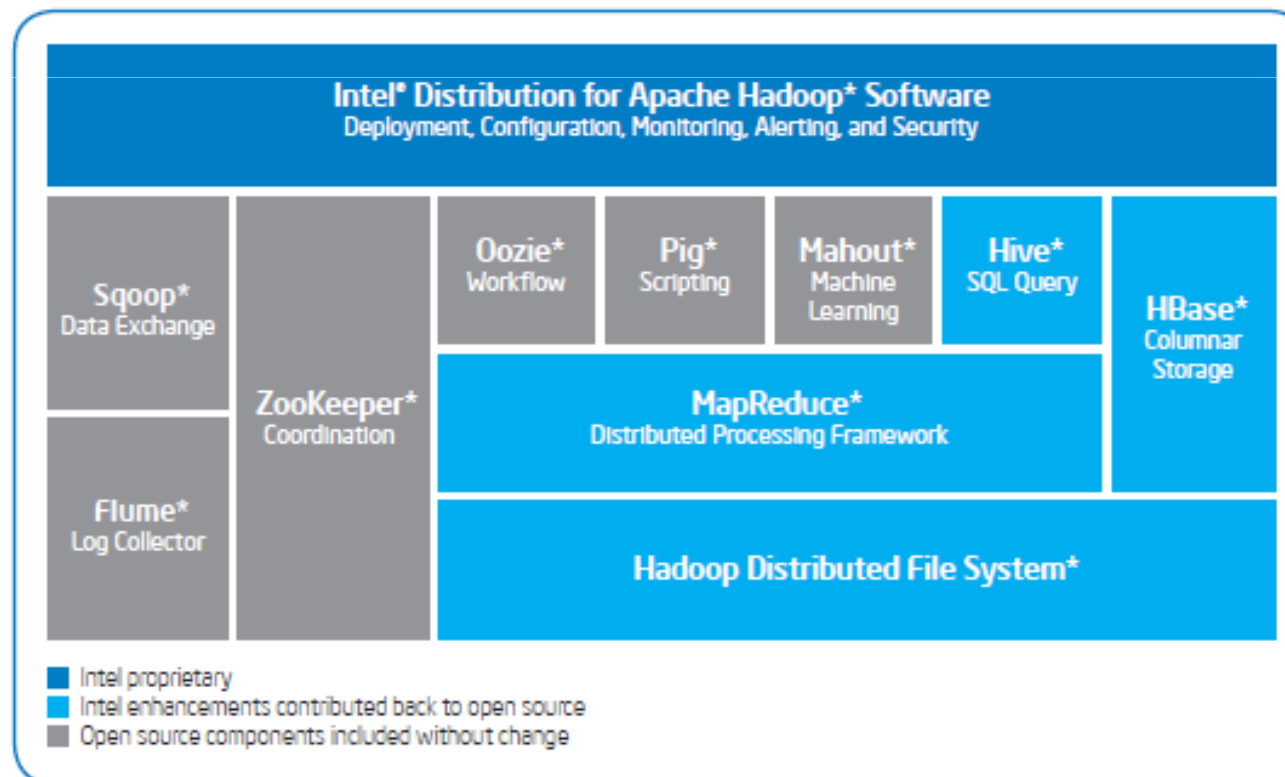 Intel® Distribution for Apache Hadoop* Software
Deployment, Configuration, Monitoring, Alerting, and Security
Sqoop*
Data Exchange
Flume*
Log Collector
ZooKeeper*
Coordination
Oozie*
Workflow
Pig*
Scripting
Mahout*
Machine
Learning
Hive*
SQL Query
HBase*
Columnar
Storage
MapReduce*
Distributed Processing Framework
Hadoop Distributed File System*
Intel proprietary
Intel enhancements contributed back to open source
Open source components included without change